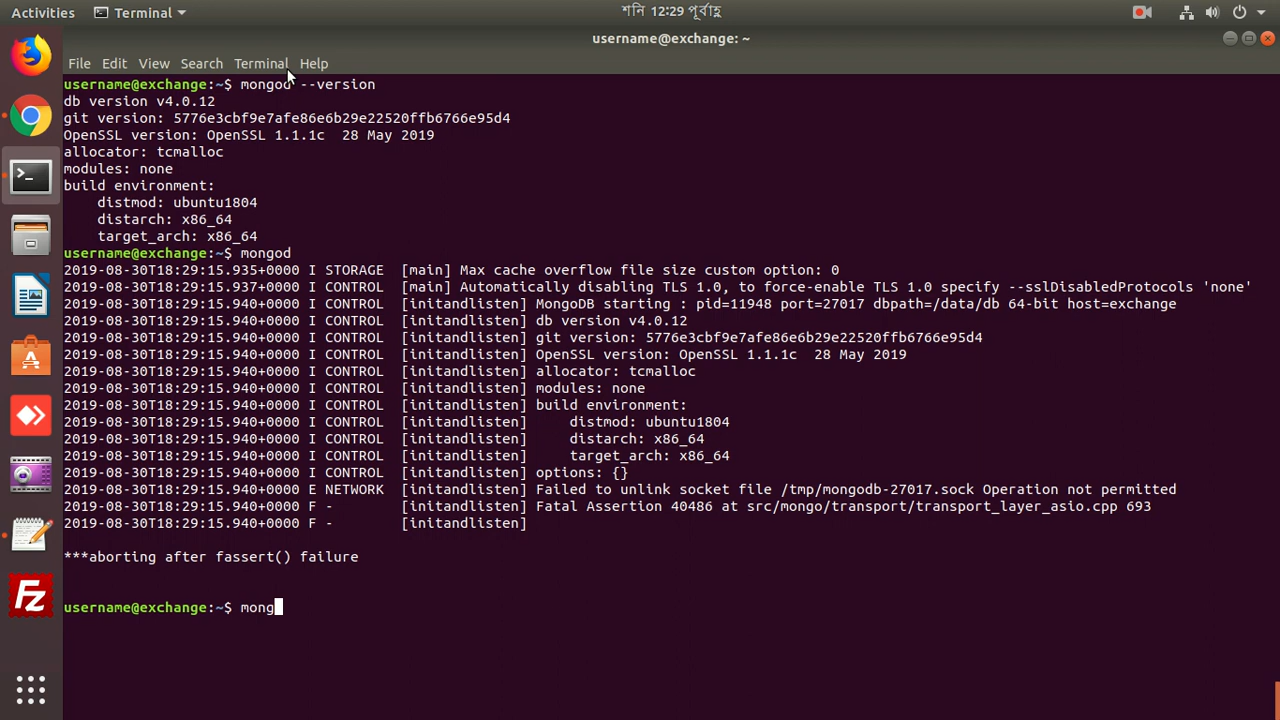 Activities Terminal শনি 12:29 পূর্বাহ্ণ
username@exchange: ~
File Edit View Search Terminal Help
username@exchange:~$ mongod --version
db version v4.0.12
git version: 5776e3cbf9e7afe86e6b29e22520ffb6766e95d4
OpenSSL version: OpenSSL 1.1.1c  28 May 2019
allocator: tcmalloc
modules: none
build environment:
    distmod: ubuntu1804
    distarch: x86_64
    target_arch: x86_64
username@exchange:~$ mongod
2019-08-30T18:29:15.935+0000 I STORAGE  [main] Max cache overflow file size custom option: 0
2019-08-30T18:29:15.937+0000 I CONTROL  [main] Automatically disabling TLS 1.0, to force-enable TLS 1.0 specify --sslDisabledProtocols 'none'
2019-08-30T18:29:15.940+0000 I CONTROL  [initandlisten] MongoDB starting : pid=11948 port=27017 dbpath=/data/db 64-bit host=exchange
2019-08-30T18:29:15.940+0000 I CONTROL  [initandlisten] db version v4.0.12
2019-08-30T18:29:15.940+0000 I CONTROL  [initandlisten] git version: 5776e3cbf9e7afe86e6b29e22520ffb6766e95d4
2019-08-30T18:29:15.940+0000 I CONTROL  [initandlisten] OpenSSL version: OpenSSL 1.1.1c  28 May 2019
2019-08-30T18:29:15.940+0000 I CONTROL  [initandlisten] allocator: tcmalloc
2019-08-30T18:29:15.940+0000 I CONTROL  [initandlisten] modules: none
2019-08-30T18:29:15.940+0000 I CONTROL  [initandlisten] build environment:
2019-08-30T18:29:15.940+0000 I CONTROL  [initandlisten]     distmod: ubuntu1804
2019-08-30T18:29:15.940+0000 I CONTROL  [initandlisten]     distarch: x86_64
2019-08-30T18:29:15.940+0000 I CONTROL  [initandlisten]     target_arch: x86_64
2019-08-30T18:29:15.940+0000 I CONTROL  [initandlisten] options: {}
2019-08-30T18:29:15.940+0000 E NETWORK  [initandlisten] Failed to unlink socket file /tmp/mongodb-27017.sock Operation not permitted
2019-08-30T18:29:15.940+0000 F -        [initandlisten] Fatal Assertion 40486 at src/mongo/transport/transport_layer_asio.cpp 693
2019-08-30T18:29:15.940+0000 F -        [initandlisten]
***aborting after fassert() failure
username@exchange:~$ mong
Fz